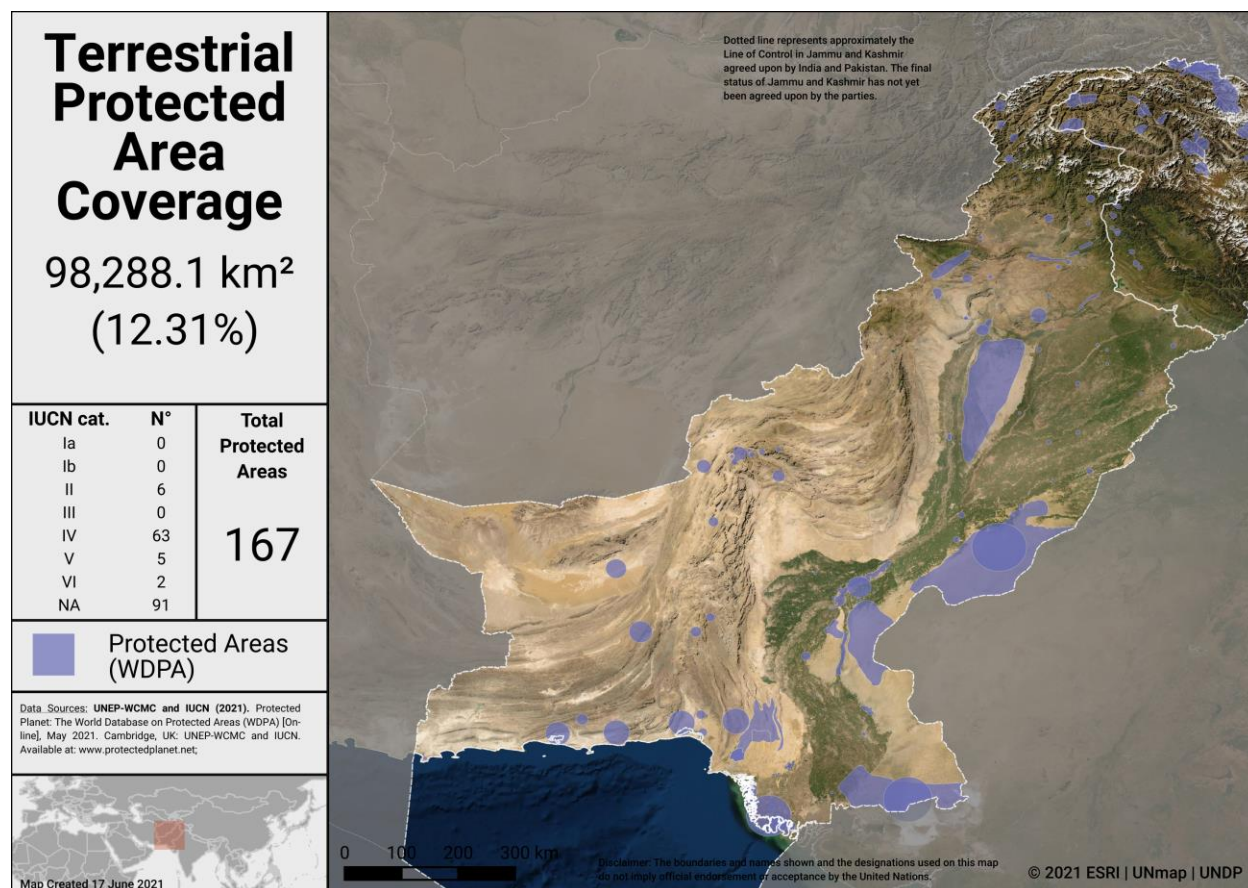 Terrestrial
Protected
Area
Coverage
98,288.1 km²
(12.31%)
IUCN cat. N°
Ia 0
Ib 0
II 6
III 0
IV 63
V 5
VI 2
NA 91
Total
Protected
Areas
167
Protected Areas
(WDPA)
Data Sources: UNEP-WCMC and IUCN (2021). Protected
Planet: The World Database on Protected Areas (WDPA) [On-
line], May 2021. Cambridge, UK: UNEP-WCMC and IUCN.
Available at: www.protectedplanet.net;
Map Created 17 June 2021
Dotted line represents approximately the
Line of Control in Jammu and Kashmir
agreed upon by India and Pakistan. The final
status of Jammu and Kashmir has not yet
been agreed upon by the parties.
0 100 200 300 km
Disclaimer: The boundaries and names shown and the designations used on this map
do not imply official endorsement or acceptance by the United Nations.
© 2021 ESRI | UNmap | UNDP